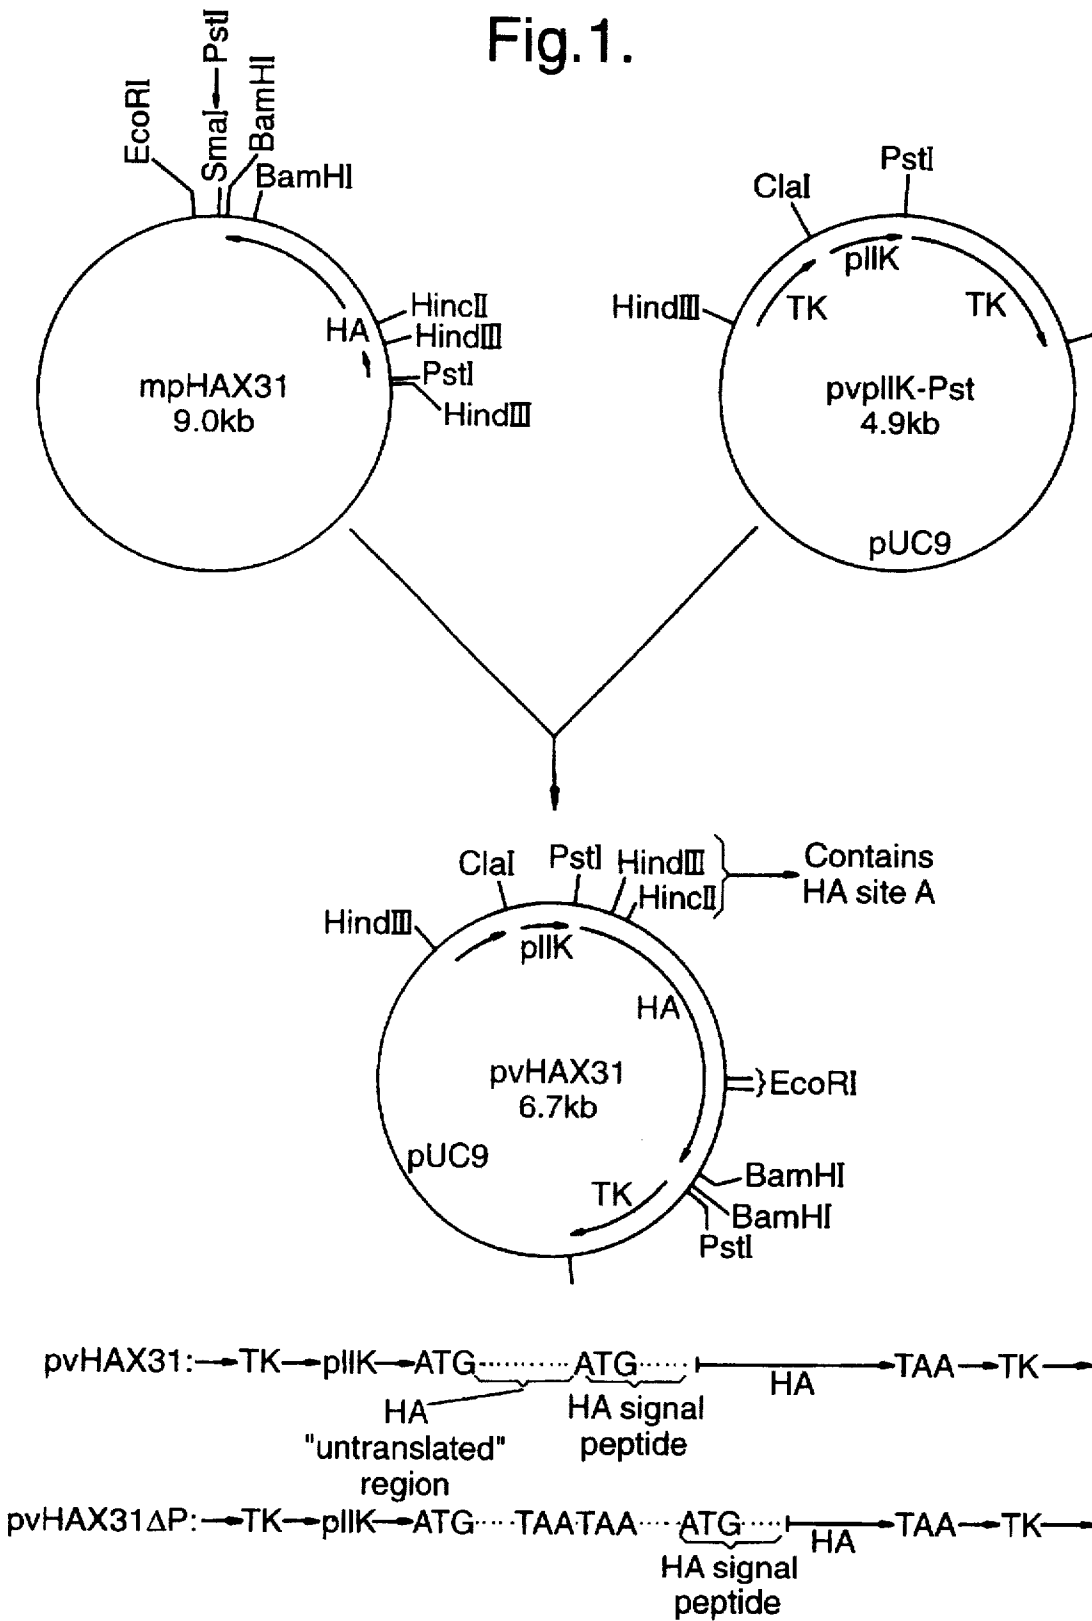 Fig.1.
EcoRI
SmaI←PstI
BamHI
BamHI
HincII
HindIII
HA
PstI
HindIII
mpHAX31
9.0kb
PstI
ClaI
pIIK
HindIII
TK
TK
pvpIIK-Pst
4.9kb
pUC9
ClaI
PstI
HindIII
HincII
Contains
HA site A
HindIII
pIIK
HA
pvHAX31
6.7kb
EcoRI
pUC9
TK
BamHI
BamHI
PstI
pvHAX31:→TK→pIIK→ATG·········ATG······HA→TAA→TK→
HA
"untranslated"
region
HA signal
peptide
pvHAX31ΔP:→TK→pIIK→ATG····TAATAA····ATG·····HA→TAA→TK→
HA signal
peptide